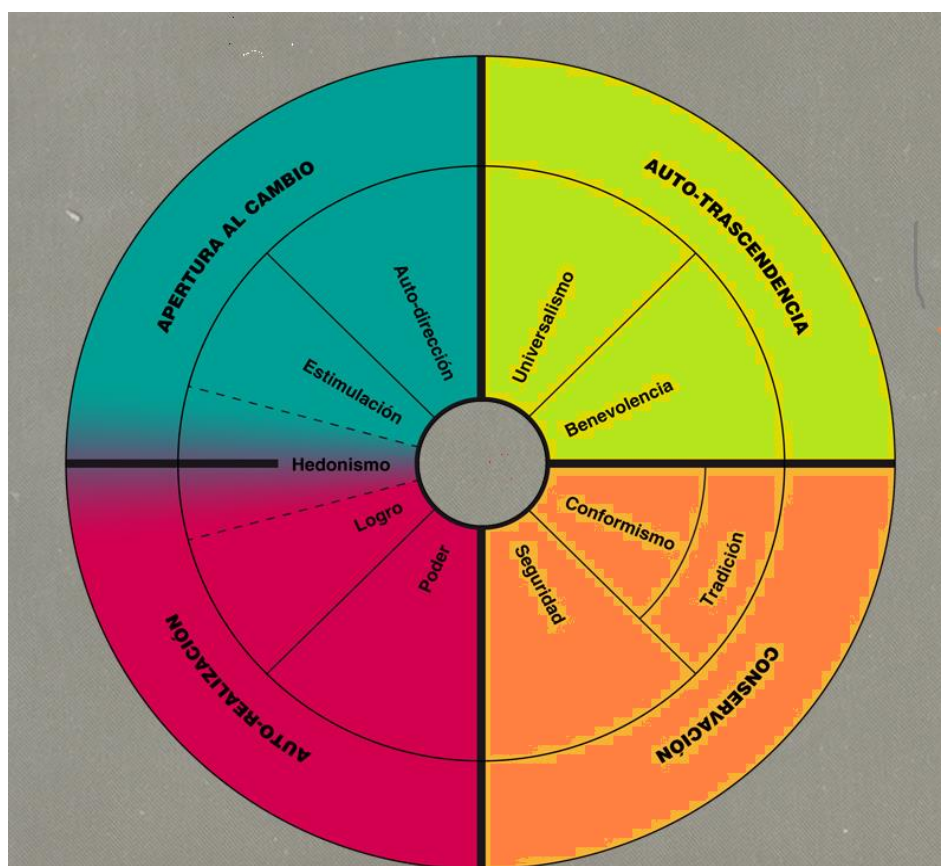 APERTURA AL CAMBIO
AUTO-TRASCENDENCIA
Auto-dirección
Universalismo
Estimulación
Benevolencia
Hedonismo
Logro
Poder
Conformismo
Seguridad
Tradición
AUTO-REALIZACIÓN
CONSERVACIÓN